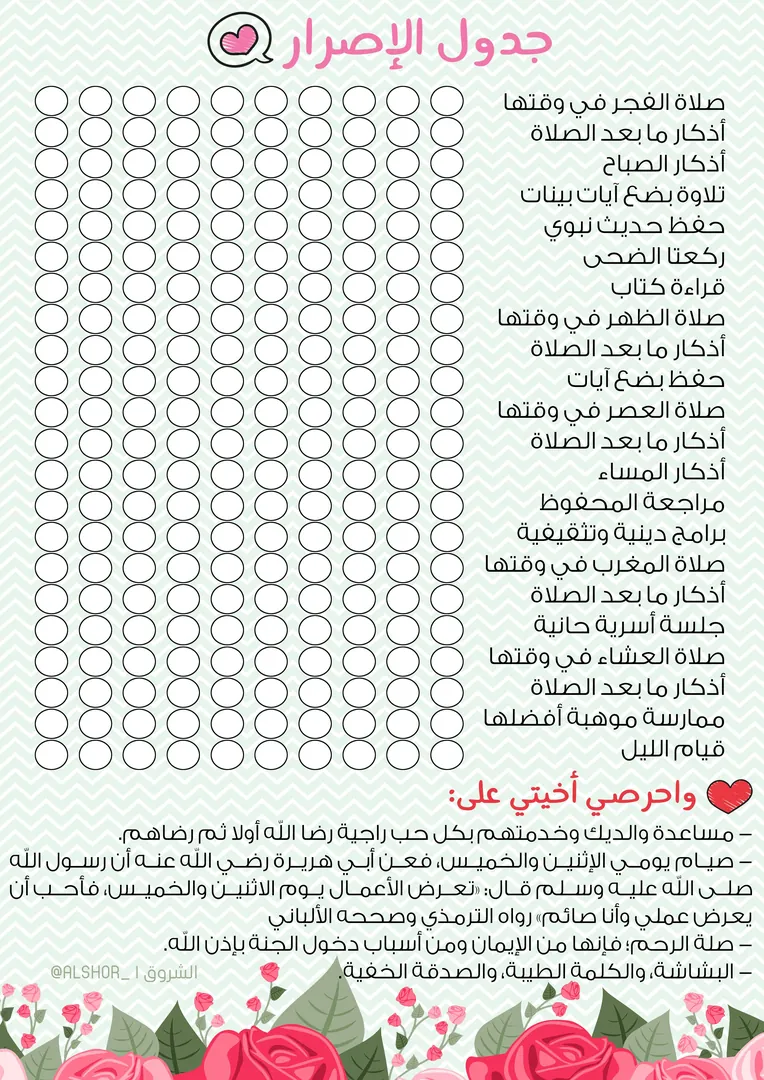 جدول الإصرار
صلاة الفجر في وقتها
أذكار ما بعد الصلاة
أذكار الصباح
تلاوة بضع آيات بينات
حفظ حديث نبوي
ركعتا الضحى
قراءة كتاب
صلاة الظهر في وقتها
أذكار ما بعد الصلاة
حفظ بضع آيات
صلاة العصر في وقتها
أذكار ما بعد الصلاة
أذكار المساء
مراجعة المحفوظ
برامج دينية وتثقيفية
صلاة المغرب في وقتها
أذكار ما بعد الصلاة
جلسة أسرية حانية
صلاة العشاء في وقتها
أذكار ما بعد الصلاة
ممارسة موهبة أفضلها
قيام الليل
واحرصي أخيتي على:
– مساعدة والديك وخدمتهم بكل حب راجية رضا الله أولا ثم رضاهم.
– صيام يومي الإثنين والخميس، فعن أبي هريرة رضي الله عنه أن رسول الله
صلى الله عليه وسلم قال: «تعرض الأعمال يوم الاثنين والخميس، فأحب أن
يعرض عملي وأنا صائم» رواه الترمذي وصححه الألباني
– صلة الرحم؛ فإنها من الإيمان ومن أسباب دخول الجنة بإذن الله.
– البشاشة، والكلمة الطيبة، والصدقة الخفية.
الشروق | @ALSHOR_